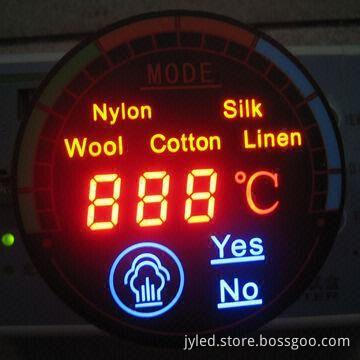 MODE
Nylon Silk
Wool Cotton Linen
888 °C
Yes
No
jyled.store.bossgoo.com